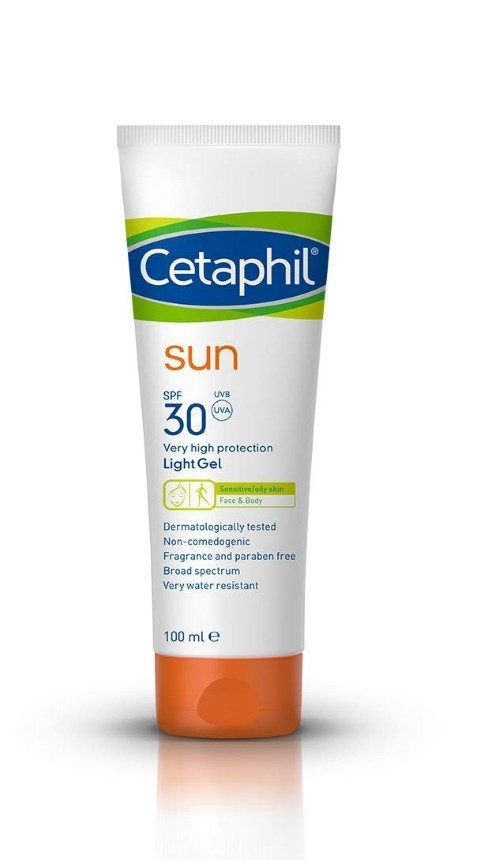 Cetaphil®
sun
SPF
UVB
30
UVA
Very high protection
Light Gel
Sensitive/oily skin
Face & Body
Dermatologically tested
Non-comedogenic
Fragrance and paraben free
Broad spectrum
Very water resistant
100 ml ℮